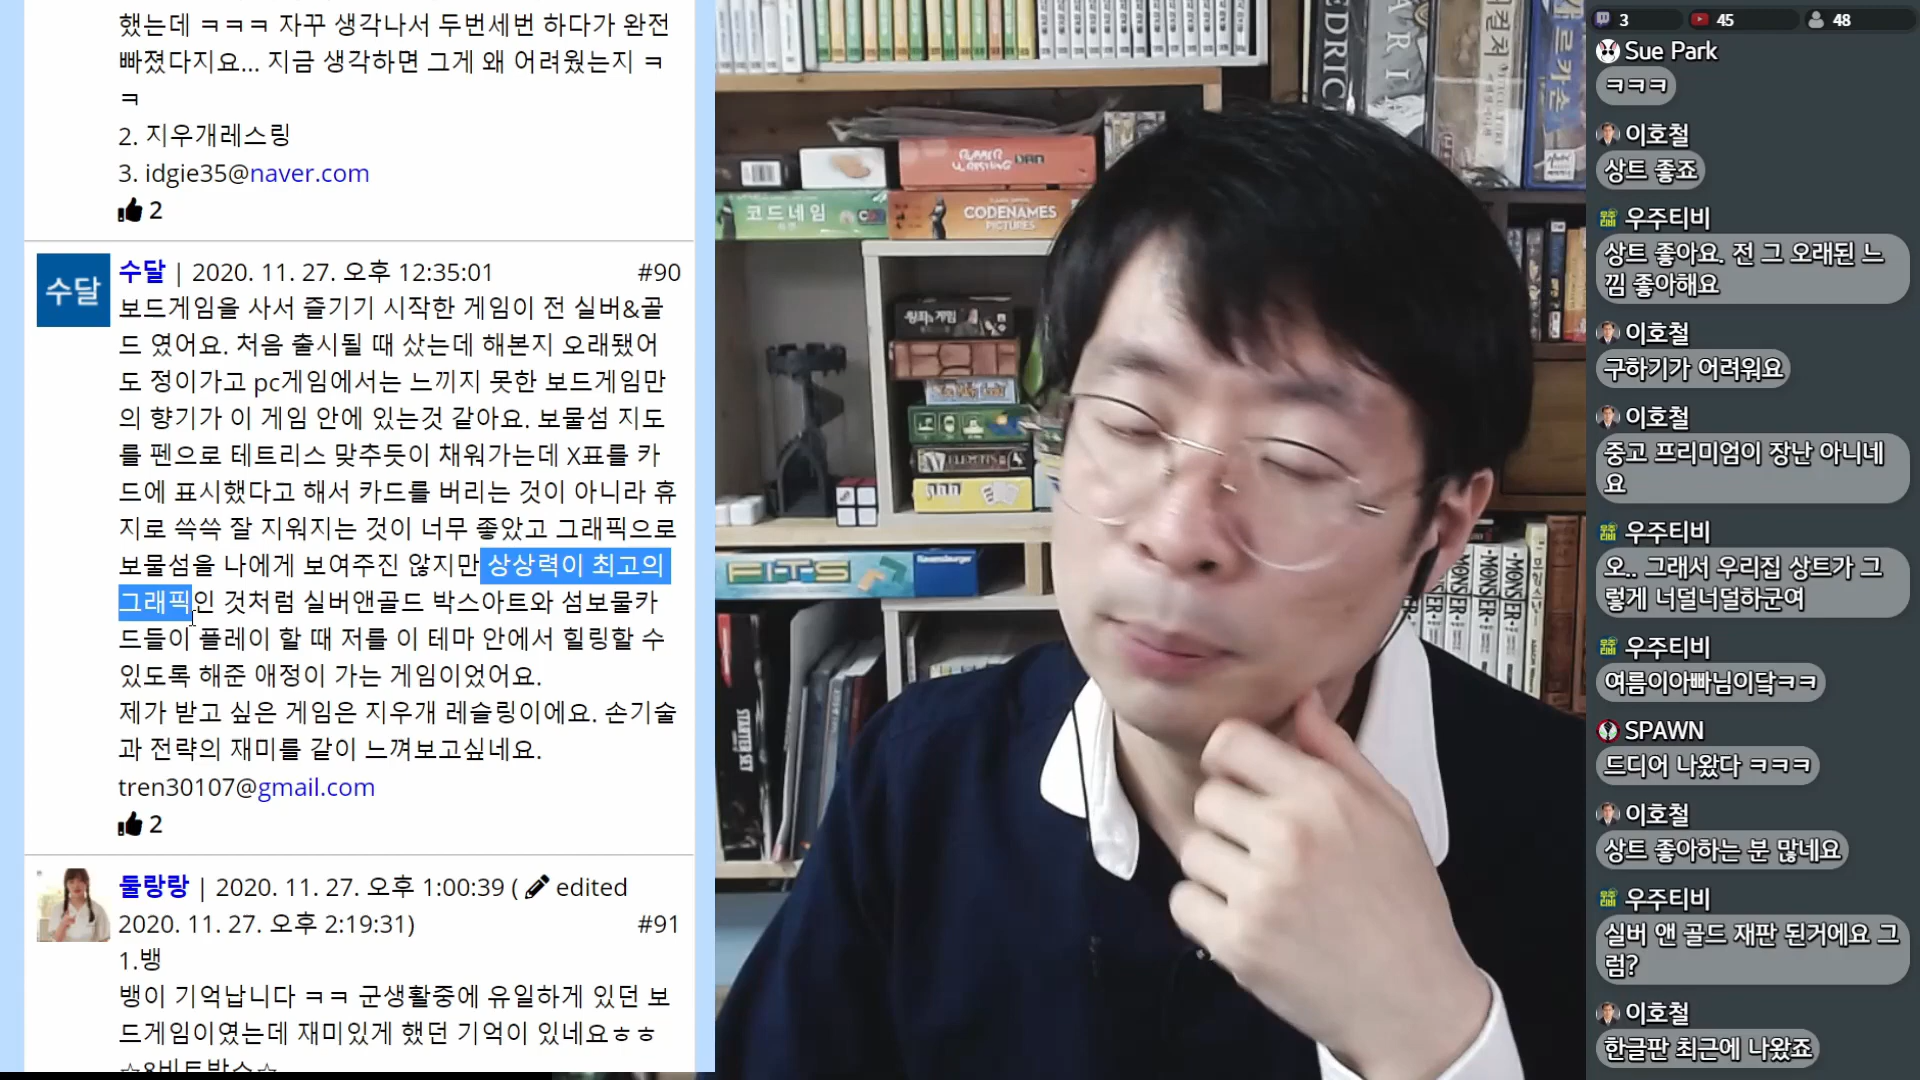 했는데 ㅋㅋㅋ 자꾸 생각나서 두번세번 하다가 완전
빠졌다지요... 지금 생각하면 그게 왜 어려웠는지 ㅋ
ㅋ
2. 지우개레스링
3. idgie35@naver.com
2
수달
수달 | 2020. 11. 27. 오후 12:35:01 #90
보드게임을 사서 즐기기 시작한 게임이 전 실버&골
드 였어요. 처음 출시될 때 샀는데 해본지 오래됐어
도 정이가고 pc게임에서는 느끼지 못한 보드게임만
의 향기가 이 게임 안에 있는것 같아요. 보물섬 지도
를 펜으로 테트리스 맞추듯이 채워가는데 X표를 카
드에 표시했다고 해서 카드를 버리는 것이 아니라 휴
지로 쓱쓱 잘 지워지는 것이 너무 좋았고 그래픽으로
보물섬을 나에게 보여주진 않지만 상상력이 최고의
그래픽인 것처럼 실버앤골드 박스아트와 섬보물카
드들이 플레이 할 때 저를 이 테마 안에서 힐링할 수
있도록 해준 애정이 가는 게임이었어요.
제가 받고 싶은 게임은 지우개 레슬링이에요. 손기술
과 전략의 재미를 같이 느껴보고싶네요.
tren30107@gmail.com
2
둘랑랑 | 2020. 11. 27. 오후 1:00:39 ( edited
2020. 11. 27. 오후 2:19:31) #91
1.뱅
뱅이 기억납니다 ㅋㅋ 군생활중에 유일하게 있던 보
드게임이였는데 재미있게 했던 기억이 있네요ㅎㅎ
☆8비트박스☆
코드네임
CODENAMES
PICTURES
FITS
Ravensburger
STARTER SET
MONSTER
MONSTER
MONSTER
3 45 48
Sue Park
ㅋㅋㅋ
이호철
상트 좋죠
우주티비
상트 좋아요. 전 그 오래된 느
낌 좋아해요
이호철
구하기가 어려워요
이호철
중고 프리미엄이 장난 아니네
요
우주티비
오.. 그래서 우리집 상트가 그
렇게 너덜너덜하군여
우주티비
여름이아빠님이닼ㅋㅋ
SPAWN
드디어 나왔다 ㅋㅋㅋ
이호철
상트 좋아하는 분 많네요
우주티비
실버 앤 골드 재판 된거에요 그
럼?
이호철
한글판 최근에 나왔죠